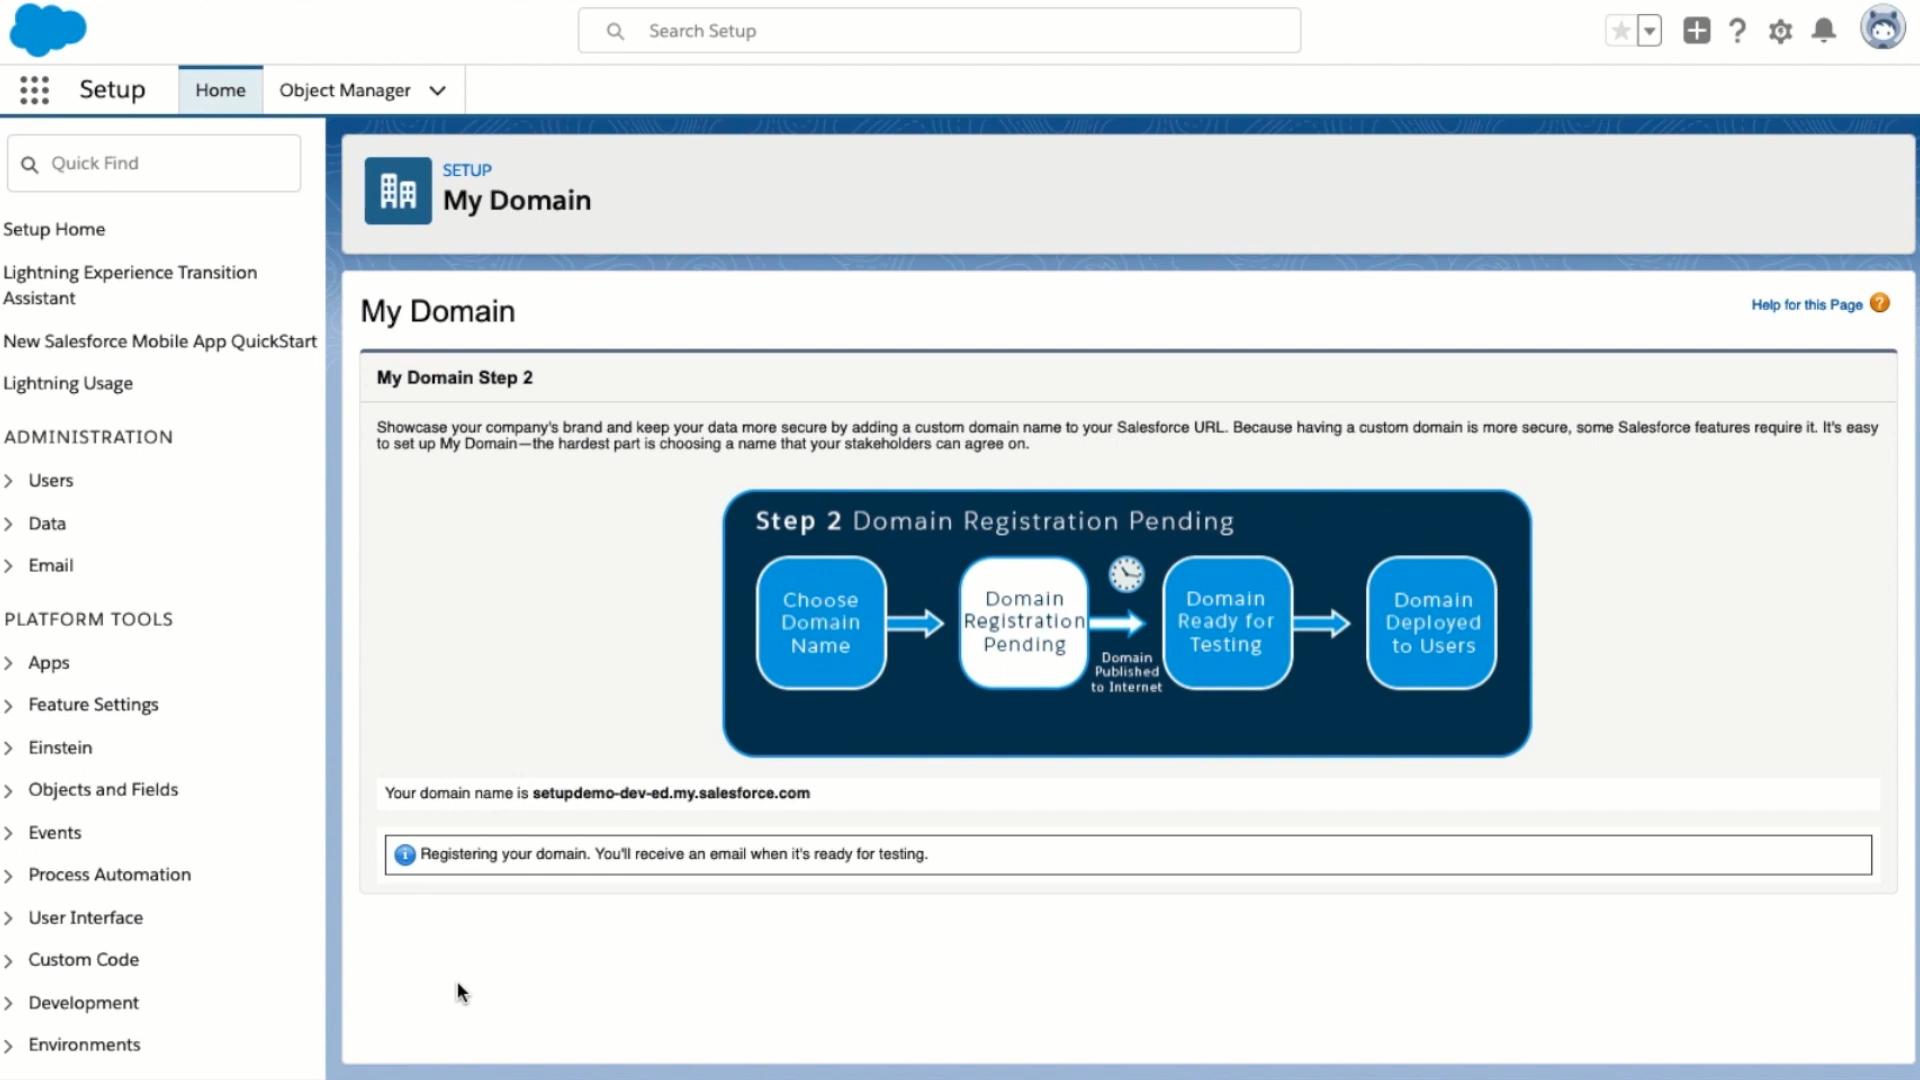 Search Setup
Setup
Home
Object Manager
Quick Find
Setup Home
Lightning Experience Transition
Assistant
New Salesforce Mobile App QuickStart
Lightning Usage
ADMINISTRATION
Users
Data
Email
PLATFORM TOOLS
Apps
Feature Settings
Einstein
Objects and Fields
Events
Process Automation
User Interface
Custom Code
Development
Environments
SETUP
My Domain
My Domain
Help for this Page
My Domain Step 2
Showcase your company's brand and keep your data more secure by adding a custom domain name to your Salesforce URL. Because having a custom domain is more secure, some Salesforce features require it. It's easy
to set up My Domain—the hardest part is choosing a name that your stakeholders can agree on.
Step 2 Domain Registration Pending
Choose
Domain
Name
Domain
Registration
Pending
Domain
Published
to Internet
Domain
Ready for
Testing
Domain
Deployed
to Users
Your domain name is setupdemo-dev-ed.my.salesforce.com
Registering your domain. You'll receive an email when it's ready for testing.